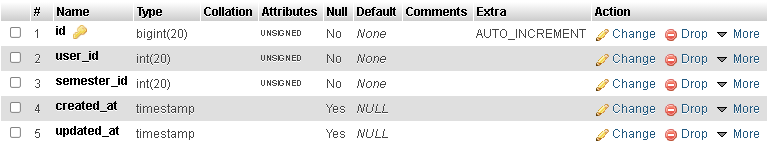 # Name Type Collation Attributes Null Default Comments Extra Action
1 id bigint(20) UNSIGNED No None AUTO_INCREMENT Change Drop More
2 user_id int(20) UNSIGNED No None Change Drop More
3 semester_id int(20) UNSIGNED No None Change Drop More
4 created_at timestamp Yes NULL Change Drop More
5 updated_at timestamp Yes NULL Change Drop More